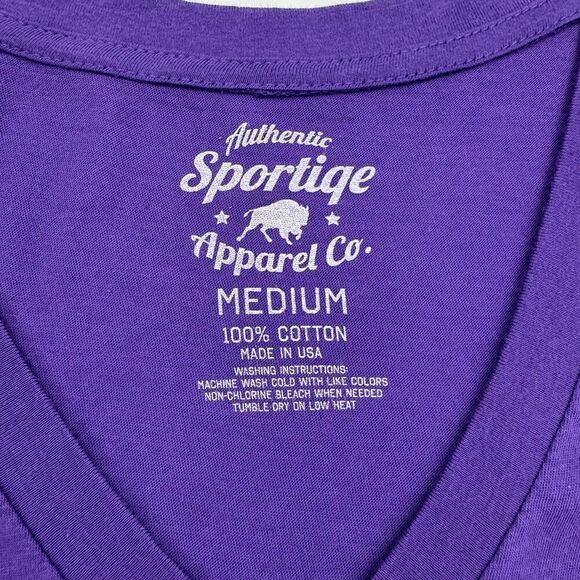 Authentic
Sportiqe
Apparel Co.
MEDIUM
100% COTTON
MADE IN USA
WASHING INSTRUCTIONS:
MACHINE WASH COLD WITH LIKE COLORS
NON-CHLORINE BLEACH WHEN NEEDED
TUMBLE DRY ON LOW HEAT